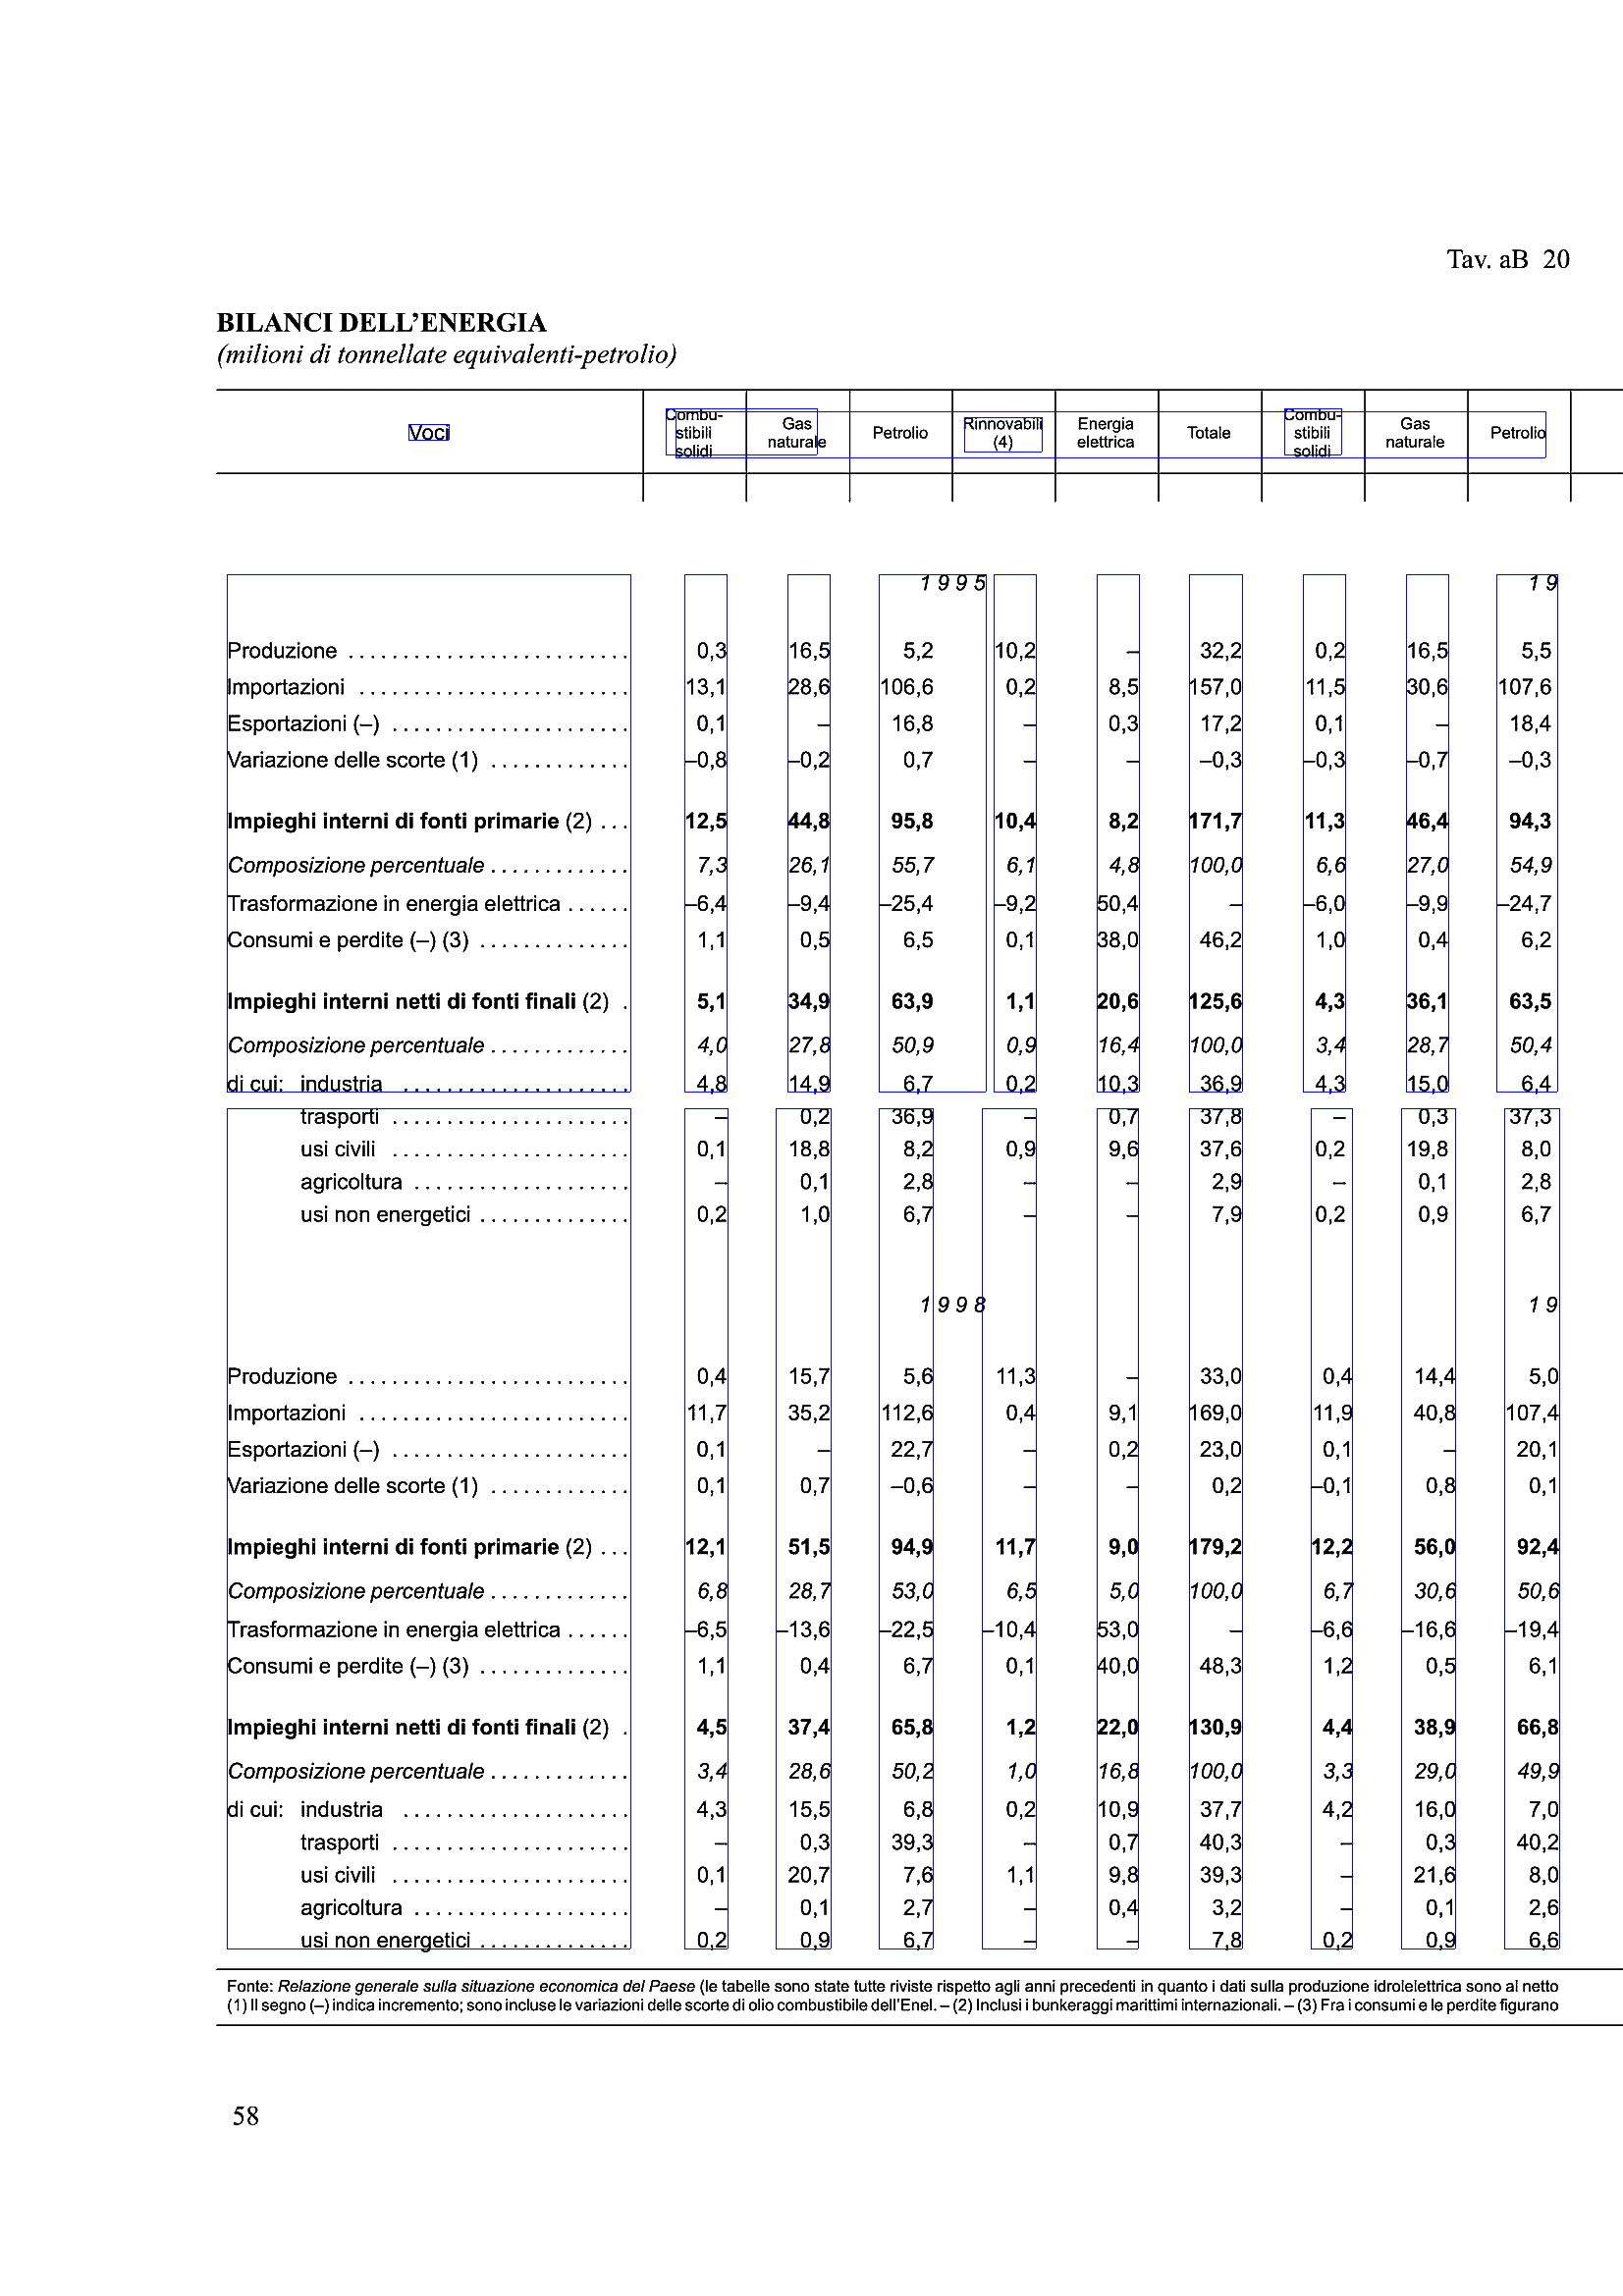 Tav. aB 20
BILANCI DELL’ENERGIA
(milioni di tonnellate equivalenti-petrolio)
Voci Combu-stibili solidi Gas naturale Petrolio Rinnovabili (4) Energia elettrica Totale Combu-stibili solidi Gas naturale Petrolio
1 9 9 5 1 9
Produzione 0,3 16,5 5,2 10,2 – 32,2 0,2 16,5 5,5
Importazioni 13,1 28,6 106,6 0,2 8,5 157,0 11,5 30,6 107,6
Esportazioni (–) 0,1 – 16,8 – 0,3 17,2 0,1 – 18,4
Variazione delle scorte (1) –0,8 –0,2 0,7 – – –0,3 –0,3 –0,7 –0,3
Impieghi interni di fonti primarie (2) 12,5 44,8 95,8 10,4 8,2 171,7 11,3 46,4 94,3
Composizione percentuale 7,3 26,1 55,7 6,1 4,8 100,0 6,6 27,0 54,9
Trasformazione in energia elettrica –6,4 –9,4 –25,4 –9,2 50,4 – –6,0 –9,9 –24,7
Consumi e perdite (–) (3) 1,1 0,5 6,5 0,1 38,0 46,2 1,0 0,4 6,2
Impieghi interni netti di fonti finali (2) 5,1 34,9 63,9 1,1 20,6 125,6 4,3 36,1 63,5
Composizione percentuale 4,0 27,8 50,9 0,9 16,4 100,0 3,4 28,7 50,4
di cui: industria 4,8 14,9 6,7 0,2 10,3 36,9 4,3 15,0 6,4
trasporti – 0,2 36,9 – 0,7 37,8 – 0,3 37,3
usi civili 0,1 18,8 8,2 0,9 9,6 37,6 0,2 19,8 8,0
agricoltura – 0,1 2,8 – – 2,9 – 0,1 2,8
usi non energetici 0,2 1,0 6,7 – – 7,9 0,2 0,9 6,7
1 9 9 8 1 9
Produzione 0,4 15,7 5,6 11,3 – 33,0 0,4 14,4 5,0
Importazioni 11,7 35,2 112,6 0,4 9,1 169,0 11,9 40,8 107,4
Esportazioni (–) 0,1 – 22,7 – 0,2 23,0 0,1 – 20,1
Variazione delle scorte (1) 0,1 0,7 –0,6 – – 0,2 –0,1 0,8 0,1
Impieghi interni di fonti primarie (2) 12,1 51,5 94,9 11,7 9,0 179,2 12,2 56,0 92,4
Composizione percentuale 6,8 28,7 53,0 6,5 5,0 100,0 6,7 30,6 50,6
Trasformazione in energia elettrica –6,5 –13,6 –22,5 –10,4 53,0 – –6,6 –16,6 –19,4
Consumi e perdite (–) (3) 1,1 0,4 6,7 0,1 40,0 48,3 1,2 0,5 6,1
Impieghi interni netti di fonti finali (2) 4,5 37,4 65,8 1,2 22,0 130,9 4,4 38,9 66,8
Composizione percentuale 3,4 28,6 50,2 1,0 16,8 100,0 3,3 29,0 49,9
di cui: industria 4,3 15,5 6,8 0,2 10,9 37,7 4,2 16,0 7,0
trasporti – 0,3 39,3 – 0,7 40,3 – 0,3 40,2
usi civili 0,1 20,7 7,6 1,1 9,8 39,3 – 21,6 8,0
agricoltura – 0,1 2,7 – 0,4 3,2 – 0,1 2,6
usi non energetici 0,2 0,9 6,7 – – 7,8 0,2 0,9 6,6
Fonte: Relazione generale sulla situazione economica del Paese (le tabelle sono state tutte riviste rispetto agli anni precedenti in quanto i dati sulla produzione idrolelettrica sono al netto
(1) Il segno (–) indica incremento; sono incluse le variazioni delle scorte di olio combustibile dell’Enel. – (2) Inclusi i bunkeraggi marittimi internazionali. – (3) Fra i consumi e le perdite figurano
58